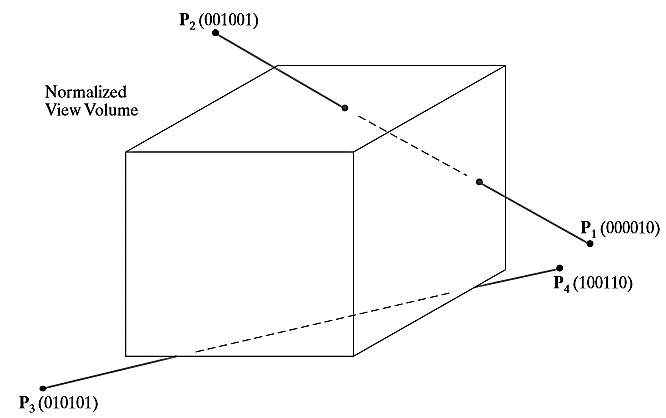 P2 (001001)
Normalized
View Volume
P1 (000010)
P4 (100110)
P3 (010101)